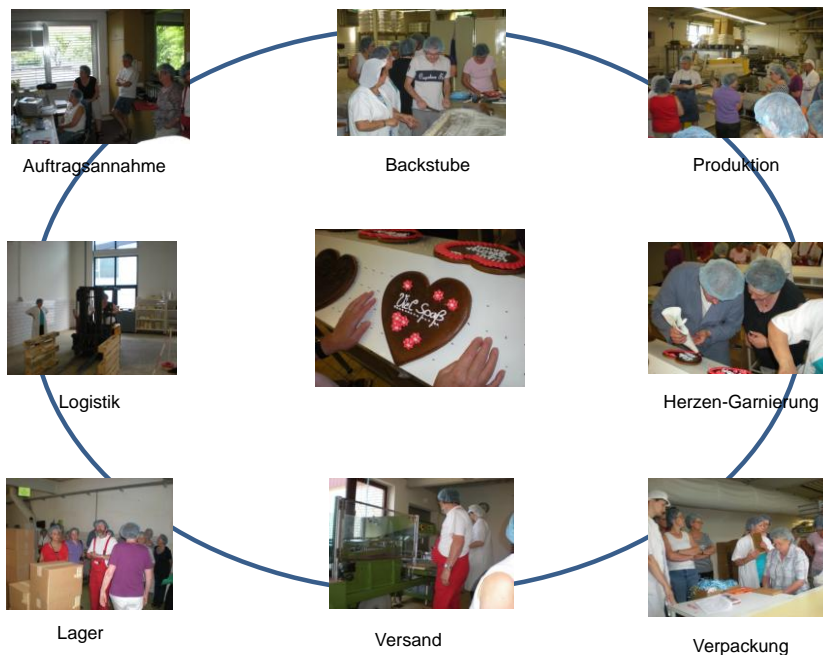 Auftragsannahme
Backstube
Produktion
Viel Spaß
Logistik
Herzen-Garnierung
Lager
Versand
Verpackung